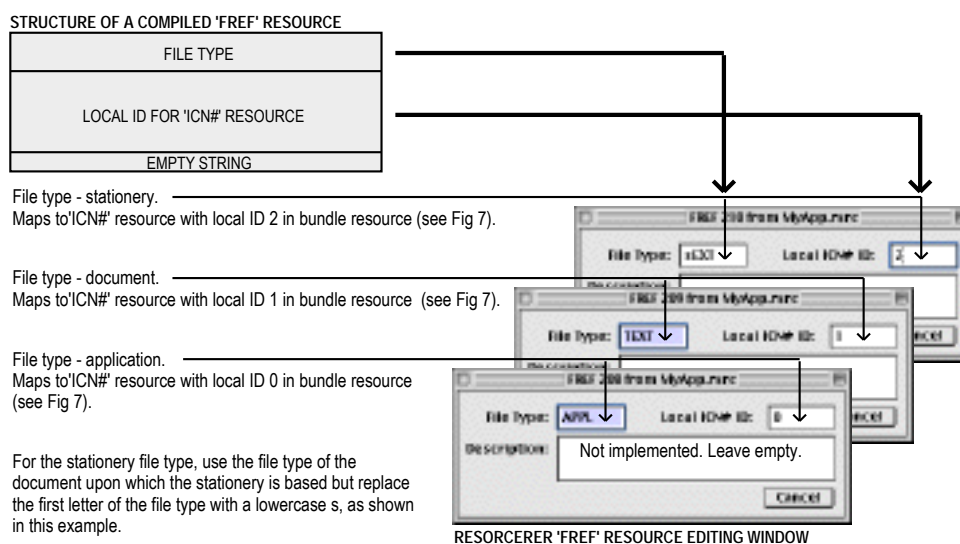 STRUCTURE OF A COMPILED 'FREF' RESOURCE
FILE TYPE
LOCAL ID FOR 'ICN#' RESOURCE
EMPTY STRING
File type - stationery.
Maps to'ICN#' resource with local ID 2 in bundle resource (see Fig 7).
File type - document.
Maps to'ICN#' resource with local ID 1 in bundle resource (see Fig 7).
File type - application.
Maps to'ICN#' resource with local ID 0 in bundle resource
(see Fig 7).
For the stationery file type, use the file type of the
document upon which the stationery is based but replace
the first letter of the file type with a lowercase s, as shown
in this example.
FREF 210 from MyApp.rsrc
File Type: sEXT Local ICN# ID: 2
FREF 209 from MyApp.rsrc
File Type: TEXT Local ICN# ID: 1
FREF 208 from MyApp.rsrc
File Type: APPL Local ICN# ID: 0
Description: Not implemented. Leave empty.
Cancel
RESORCERER 'FREF' RESOURCE EDITING WINDOW